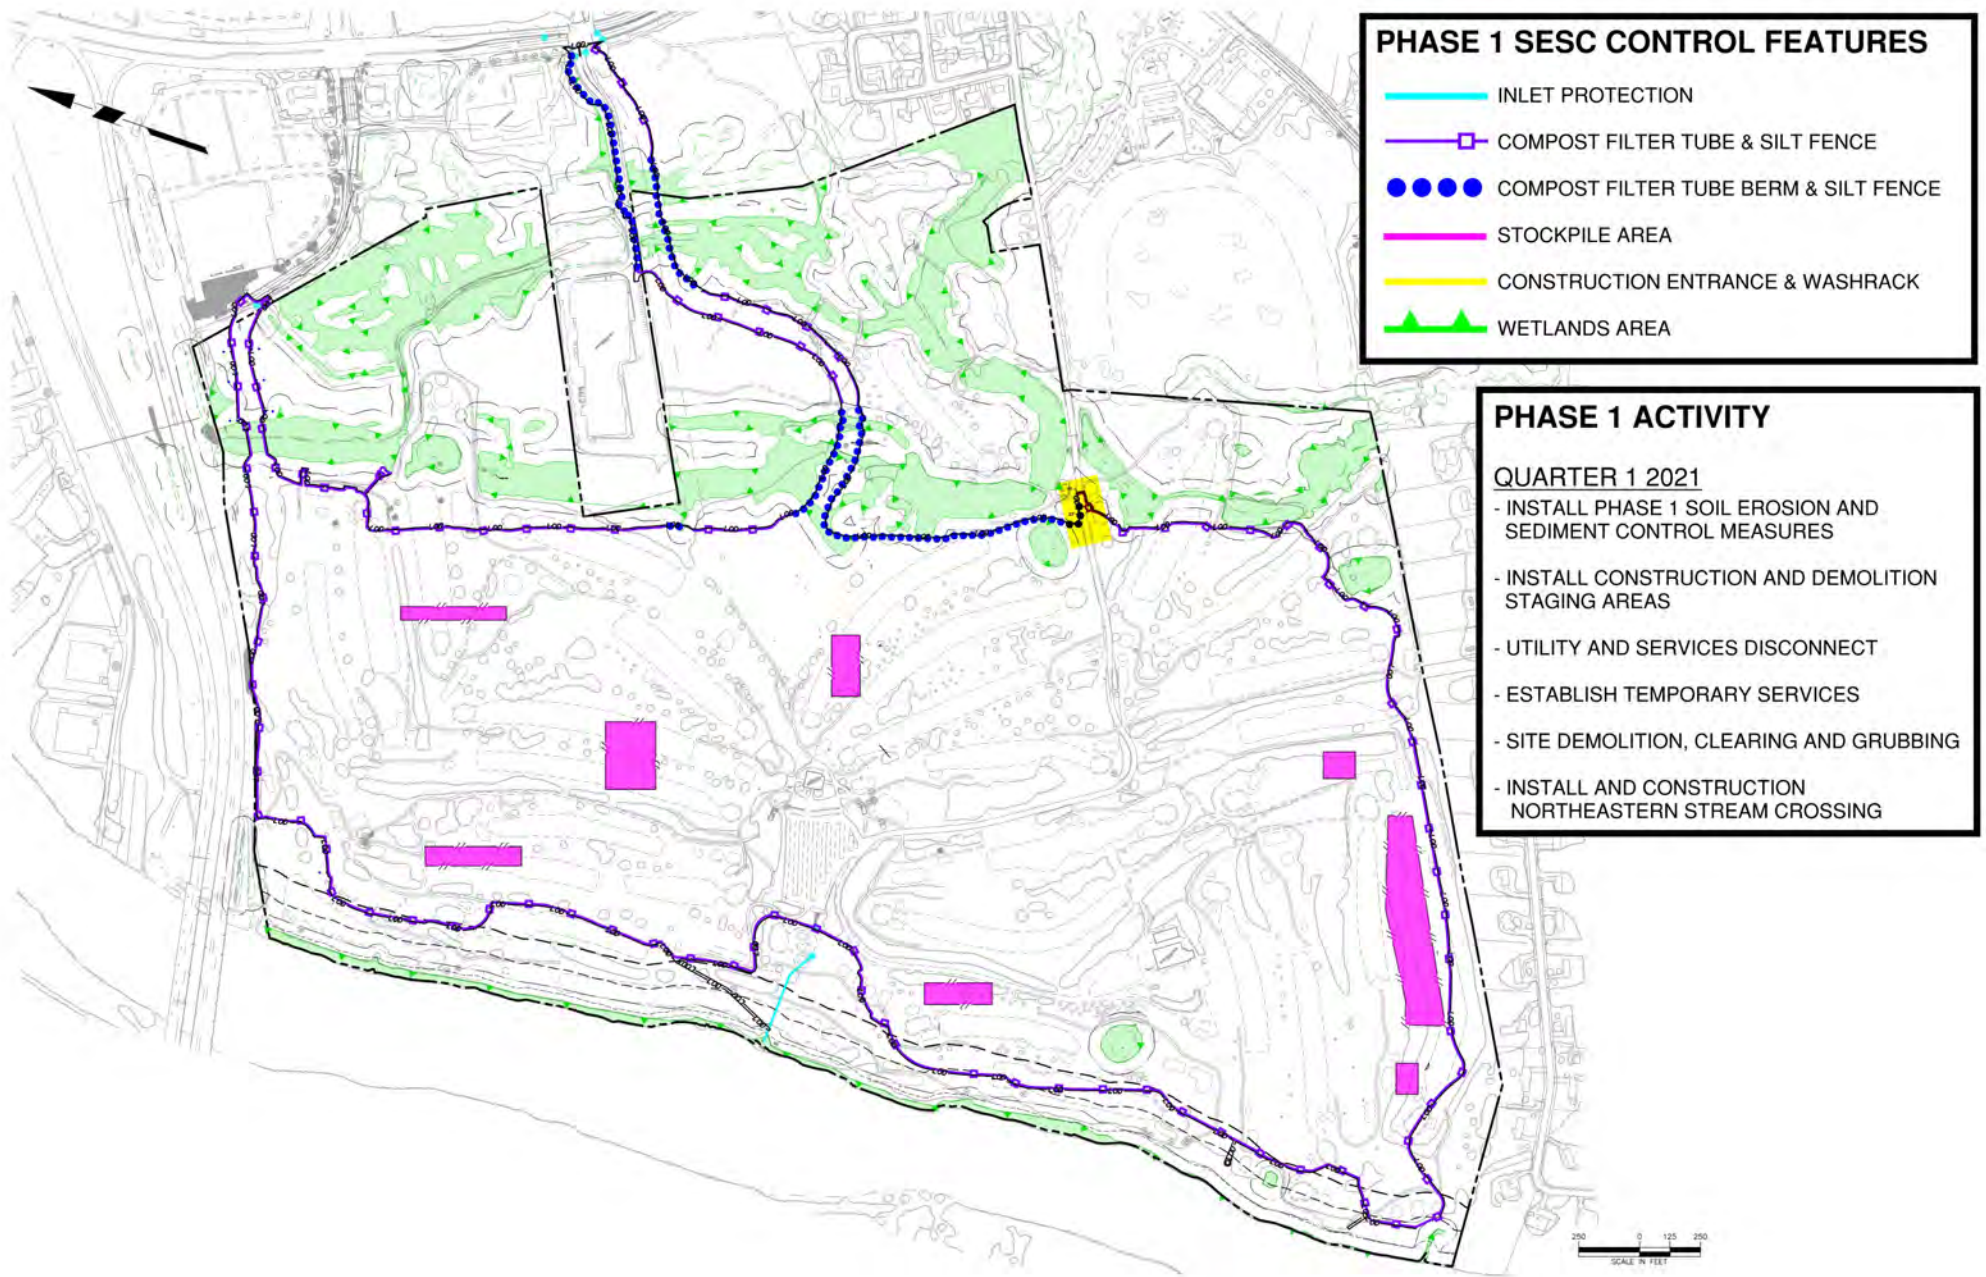 PHASE 1 SESC CONTROL FEATURES
INLET PROTECTION
COMPOST FILTER TUBE & SILT FENCE
COMPOST FILTER TUBE BERM & SILT FENCE
STOCKPILE AREA
CONSTRUCTION ENTRANCE & WASHRACK
WETLANDS AREA
PHASE 1 ACTIVITY
QUARTER 1 2021
- INSTALL PHASE 1 SOIL EROSION AND
SEDIMENT CONTROL MEASURES
- INSTALL CONSTRUCTION AND DEMOLITION
STAGING AREAS
- UTILITY AND SERVICES DISCONNECT
- ESTABLISH TEMPORARY SERVICES
- SITE DEMOLITION, CLEARING AND GRUBBING
- INSTALL AND CONSTRUCTION
NORTHEASTERN STREAM CROSSING
250 0 125 250
SCALE IN FEET